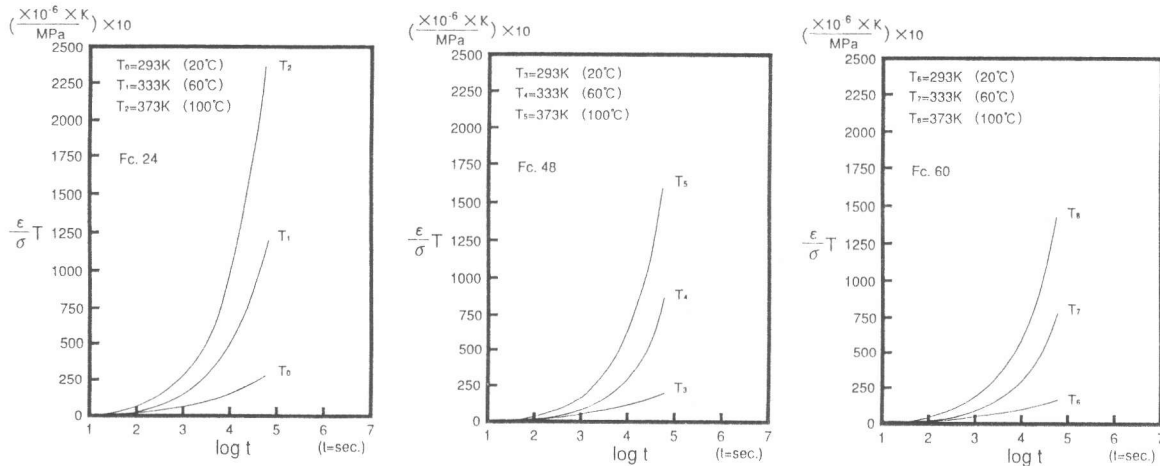 (×10⁻⁶ × K / MPa) ×10
2500
2250
2000
1750
1500
1250
1000
750
500
250
0
ε/σ T
T₀=293K (20℃)
T₁=333K (60℃)
T₂=373K (100℃)
Fc. 24
T₂
T₁
T₀
1 2 3 4 5 6 7
log t (t=sec.)
(×10⁻⁶ × K / MPa) ×10
2500
2250
2000
1750
1500
1250
1000
750
500
250
0
ε/σ T
T₃=293K (20℃)
T₄=333K (60℃)
T₅=373K (100℃)
Fc. 48
T₅
T₄
T₃
1 2 3 4 5 6 7
log t (t=sec.)
(×10⁻⁶ × K / MPa) ×10
2500
2250
2000
1750
1500
1250
1000
750
500
250
0
ε/σ T
T₆=293K (20℃)
T₇=333K (60℃)
T₈=373K (100℃)
Fc. 60
T₈
T₇
T₆
1 2 3 4 5 6 7
log t (t=sec.)